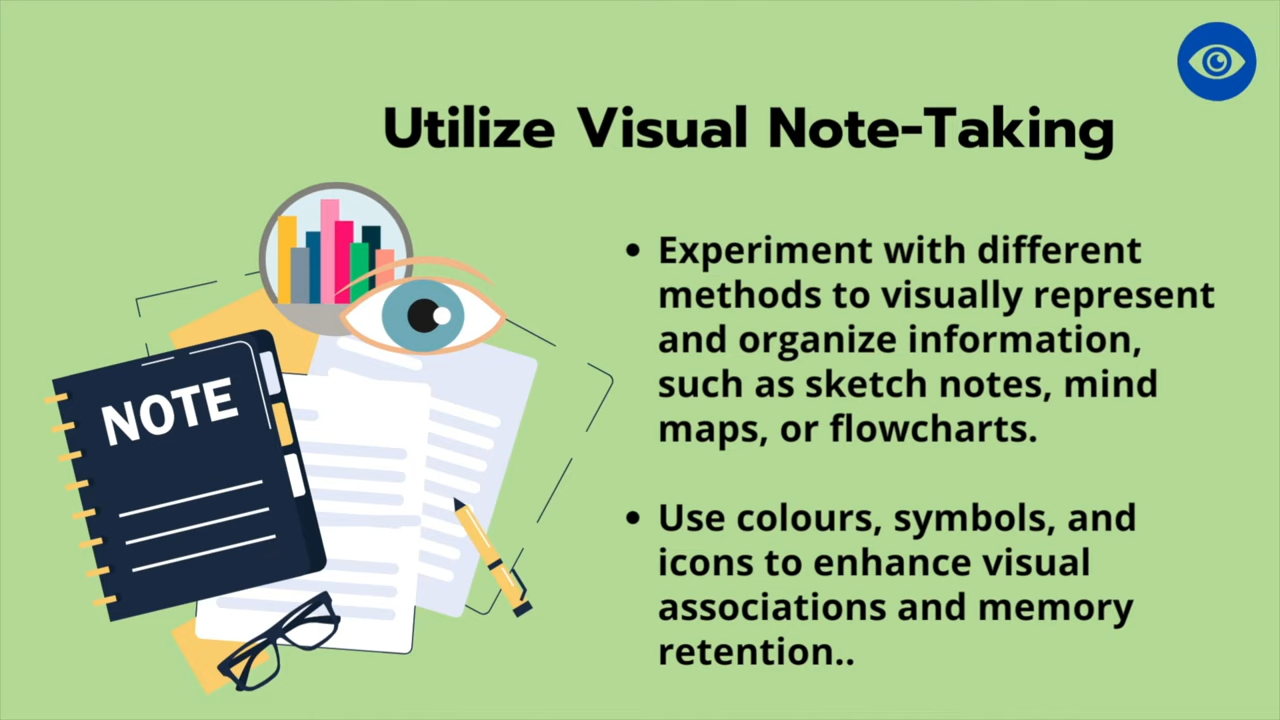 Utilize Visual Note-Taking
NOTE
• Experiment with different
methods to visually represent
and organize information,
such as sketch notes, mind
maps, or flowcharts.
• Use colours, symbols, and
icons to enhance visual
associations and memory
retention..